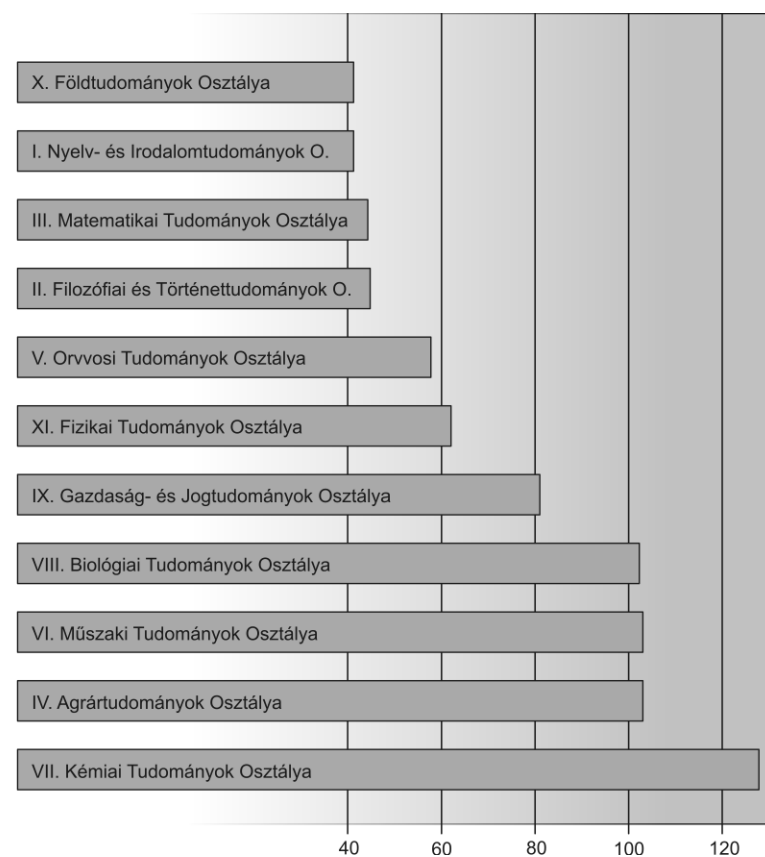 X. Földtudományok Osztálya
I. Nyelv- és Irodalomtudományok O.
III. Matematikai Tudományok Osztálya
II. Filozófiai és Történettudományok O.
V. Orvvosi Tudományok Osztálya
XI. Fizikai Tudományok Osztálya
IX. Gazdaság- és Jogtudományok Osztálya
VIII. Biológiai Tudományok Osztálya
VI. Műszaki Tudományok Osztálya
IV. Agrártudományok Osztálya
VII. Kémiai Tudományok Osztálya
40 60 80 100 120